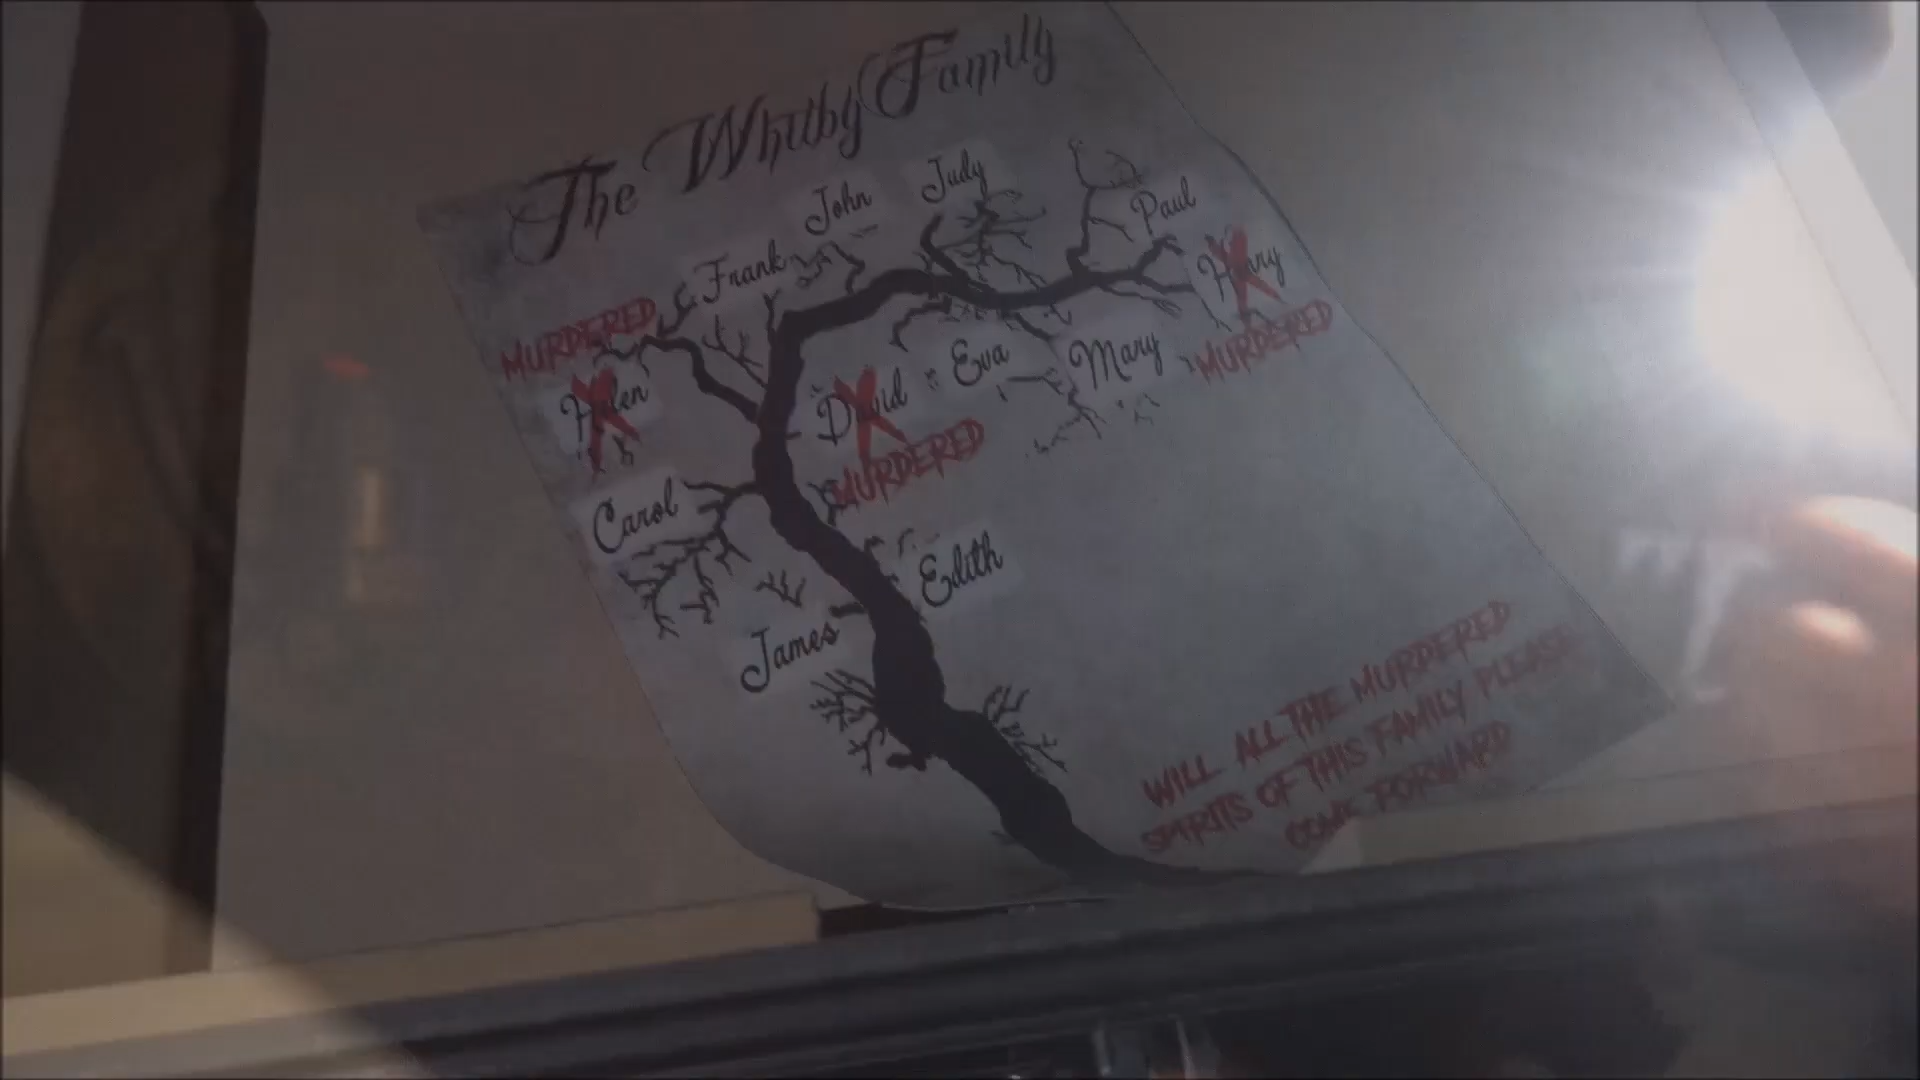 The Whitby Family
John
Judy
Paul
Frank
Harry
MURDERED
MURDERED
Helen
David
Eva
Mary
MURDERED
Carol
Edith
James
WILL ALL THE MURDERED
SPIRITS OF THIS FAMILY PLEASE
COME FORWARD